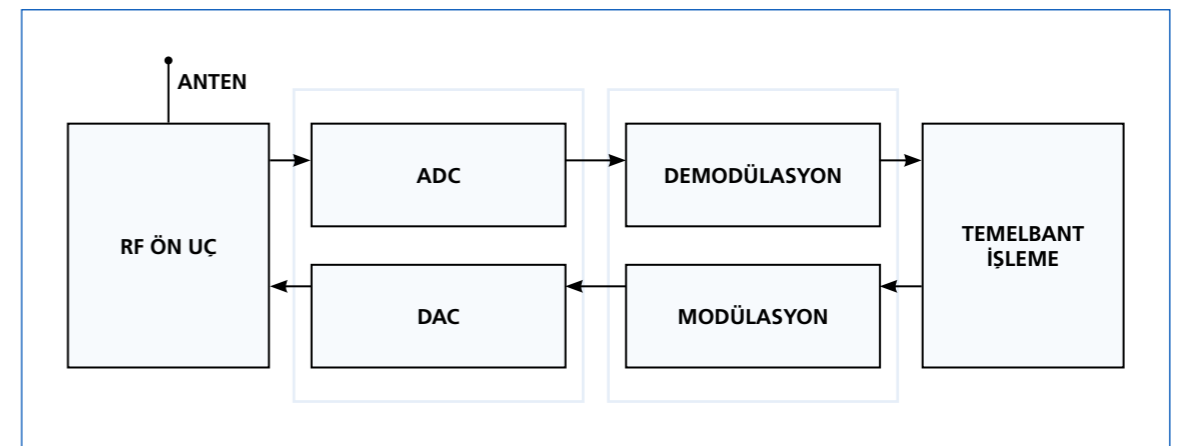 ANTEN
RF ÖN UÇ
ADC
DEMODÜLASYON
TEMELBANT
İŞLEME
DAC
MODÜLASYON